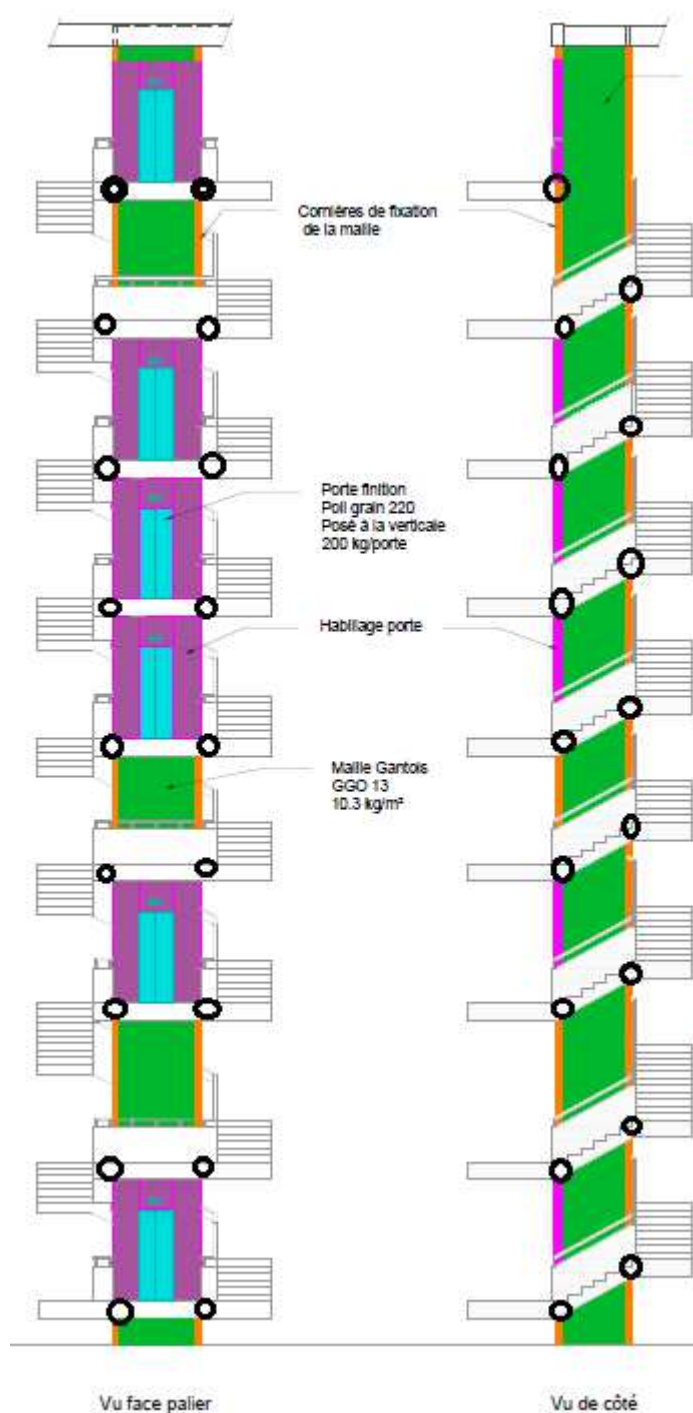 Cornières de fixation
de la maille
Porte finition
Poli grain 220
Posé à la verticale
200 kg/porte
Habillage porte
Maille Gantois
GGO 13
10.3 kg/m²
Vu face palier
Vu de côté